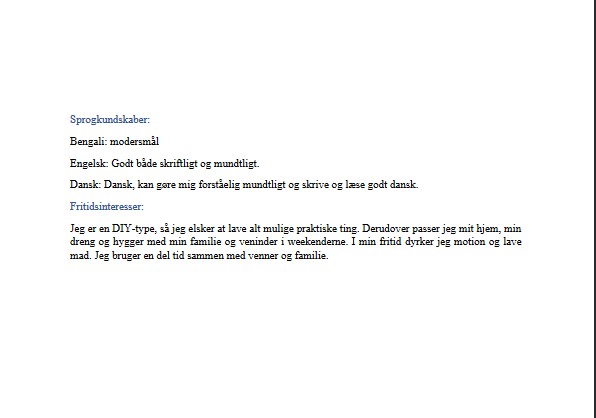 Sprogkundskaber:
Bengali: modersmål
Engelsk: Godt både skriftligt og mundtligt.
Dansk: Dansk, kan gøre mig forståelig mundtligt og skrive og læse godt dansk.
Fritidsinteresser:
Jeg er en DIY-type, så jeg elsker at lave alt mulige praktiske ting. Derudover passer jeg mit hjem, min
dreng og hygger med min familie og veninder i weekenderne. I min fritid dyrker jeg motion og lave
mad. Jeg bruger en del tid sammen med venner og familie.